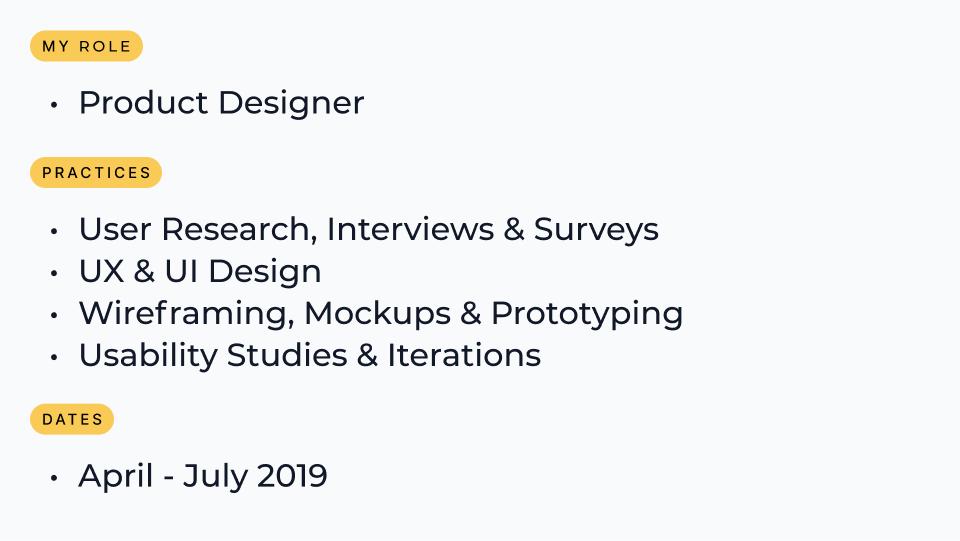 MY ROLE
• Product Designer
PRACTICES
• User Research, Interviews & Surveys
• UX & UI Design
• Wireframing, Mockups & Prototyping
• Usability Studies & Iterations
DATES
• April - July 2019